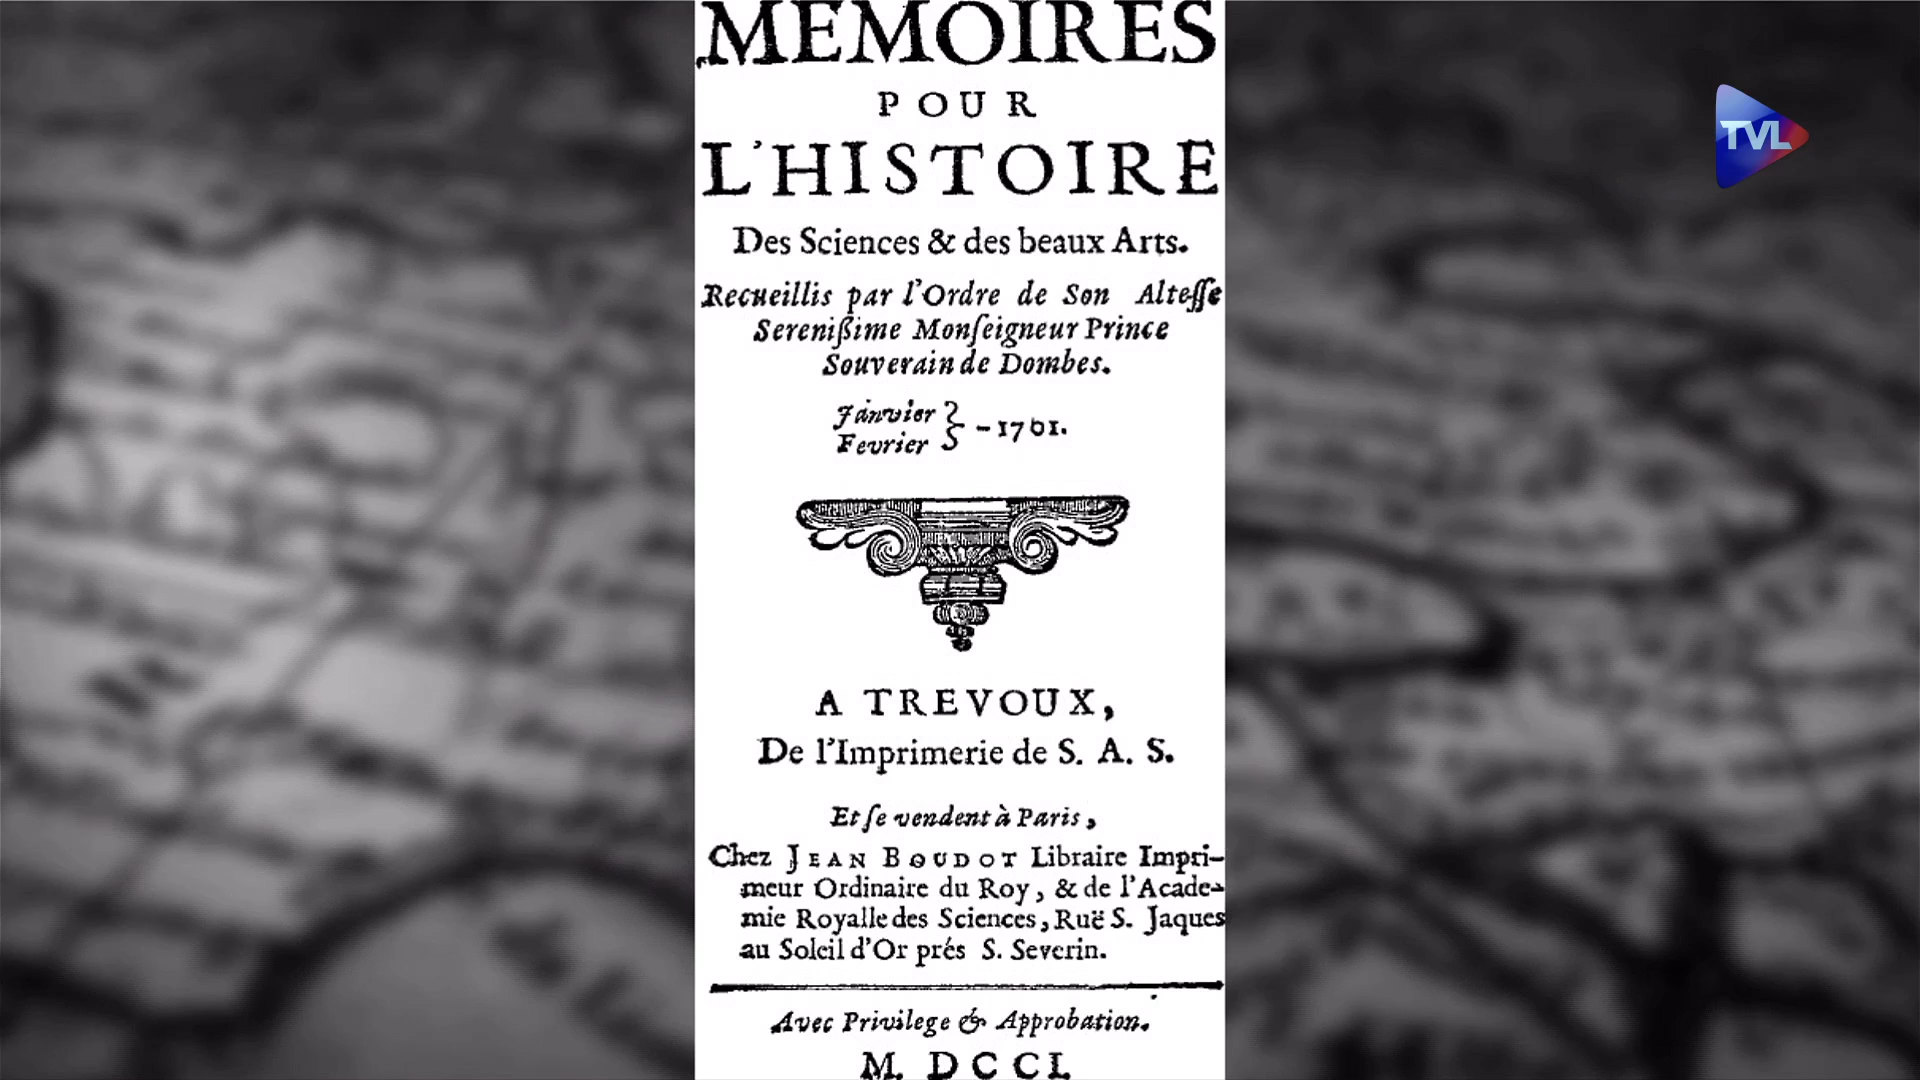 MEMOIRES
POUR
L'HISTOIRE
Des Sciences & des beaux Arts.
Recueillis par l'Ordre de Son Alteſſe
Serenißime Monſeigneur Prince
Souverain de Dombes.
Janvier
Fevrier } - 1701.
A TREVOUX,
De l'Imprimerie de S. A. S.
Et ſe vendent à Paris,
Chez JEAN BOUDOT Libraire Impri-
meur Ordinaire du Roy, & de l'Acade-
mie Royalle des Sciences, Ruë S. Jaques
au Soleil d'Or prés S. Severin.
Avec Privilege & Approbation.
M. DCCI.
TVL